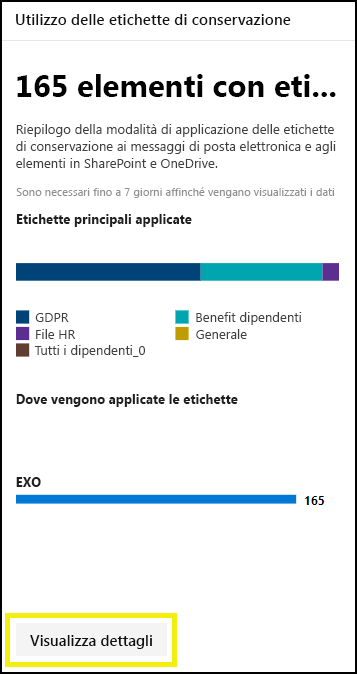 Utilizzo delle etichette di conservazione
165 elementi con eti...
Riepilogo della modalità di applicazione delle etichette
di conservazione ai messaggi di posta elettronica e agli
elementi in SharePoint e OneDrive.
Sono necessari fino a 7 giorni affinché vengano visualizzati i dati
Etichette principali applicate
GDPR
Benefit dipendenti
File HR
Generale
Tutti i dipendenti_0
Dove vengono applicate le etichette
EXO
165
Visualizza dettagli